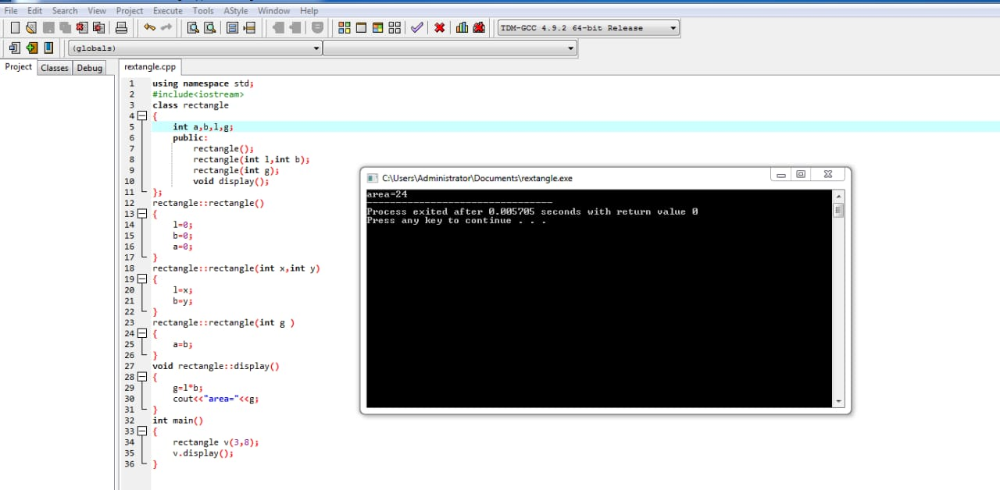 File Edit Search View Project Execute Tools AStyle Window Help
TDM-GCC 4.9.2 64-bit Release
(globals)
Project Classes Debug
rextangle.cpp
1 using namespace std;
2 #include<iostream>
3 class rectangle
4 {
5 int a,b,l,g;
6 public:
7 rectangle();
8 rectangle(int l,int b);
9 rectangle(int g);
10 void display();
11 };
12 rectangle::rectangle()
13 {
14 l=0;
15 b=0;
16 a=0;
17 }
18 rectangle::rectangle(int x,int y)
19 {
20 l=x;
21 b=y;
22 }
23 rectangle::rectangle(int g )
24 {
25 a=b;
26 }
27 void rectangle::display()
28 {
29 g=l*b;
30 cout<<"area="<<g;
31 }
32 int main()
33 {
34 rectangle v(3,8);
35 v.display();
36 }
C:\Users\Administrator\Documents\rextangle.exe
area=24
--------------------------------
Process exited after 0.005705 seconds with return value 0
Press any key to continue . . .